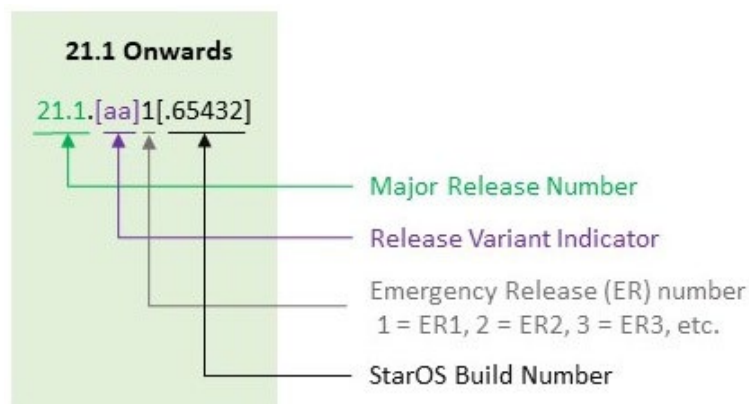 21.1 Onwards
21.1.[aa]1[.65432]
Major Release Number
Release Variant Indicator
Emergency Release (ER) number
1 = ER1, 2 = ER2, 3 = ER3, etc.
StarOS Build Number